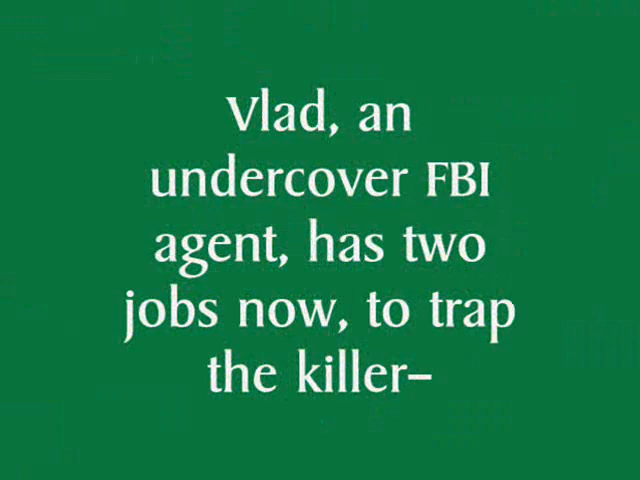 Vlad, an
undercover FBI
agent, has two
jobs now, to trap
the killer–